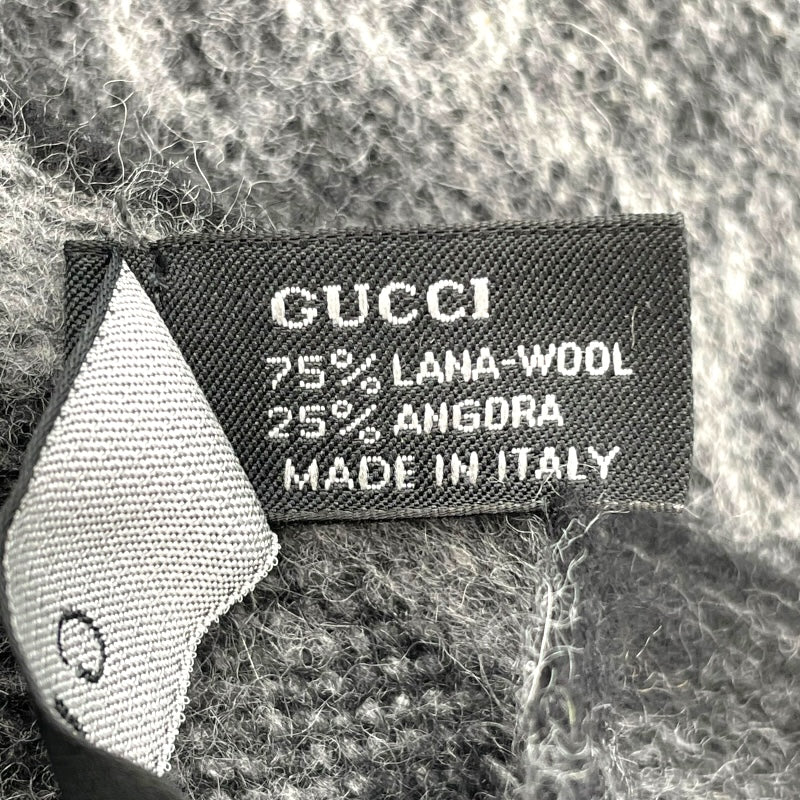 GUCCI
75% LANA-WOOL
25% ANGORA
MADE IN ITALY